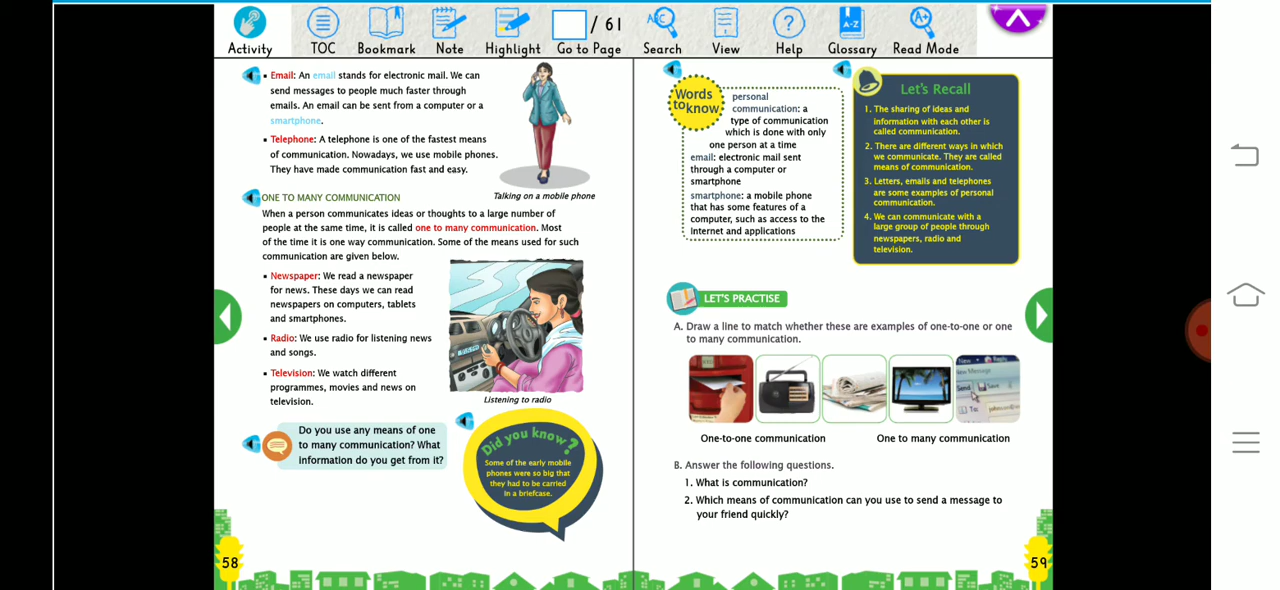 Activity
TOC
Bookmark
Note
Highlight
/ 61
Go to Page
ABC
Search
View
Help
A-Z
Glossary
A+
Read Mode
▪ Email: An email stands for electronic mail. We can
send messages to people much faster through
emails. An email can be sent from a computer or a
smartphone.
▪ Telephone: A telephone is one of the fastest means
of communication. Nowadays, we use mobile phones.
They have made communication fast and easy.
Talking on a mobile phone
ONE TO MANY COMMUNICATION
When a person communicates ideas or thoughts to a large number of
people at the same time, it is called one to many communication. Most
of the time it is one way communication. Some of the means used for such
communication are given below.
▪ Newspaper: We read a newspaper
for news. These days we can read
newspapers on computers, tablets
and smartphones.
▪ Radio: We use radio for listening news
and songs.
▪ Television: We watch different
programmes, movies and news on
television.
Listening to radio
Do you use any means of one
to many communication? What
information do you get from it?
Did you know?
Some of the early mobile
phones were so big that
they had to be carried
in a briefcase.
58
Words
to know
personal
communication: a
type of communication
which is done with only
one person at a time
email: electronic mail sent
through a computer or
smartphone
smartphone: a mobile phone
that has some features of a
computer, such as access to the
Internet and applications
Let's Recall
1. The sharing of ideas and
information with each other is
called communication.
2. There are different ways in which
we communicate. They are called
means of communication.
3. Letters, emails and telephones
are some examples of personal
communication.
4. We can communicate with a
large group of people through
newspapers, radio and
television.
LET'S PRACTISE
A. Draw a line to match whether these are examples of one-to-one or one
to many communication.
New Message
Send
Save
To:
One-to-one communication
One to many communication
B. Answer the following questions.
1. What is communication?
2. Which means of communication can you use to send a message to
your friend quickly?
59